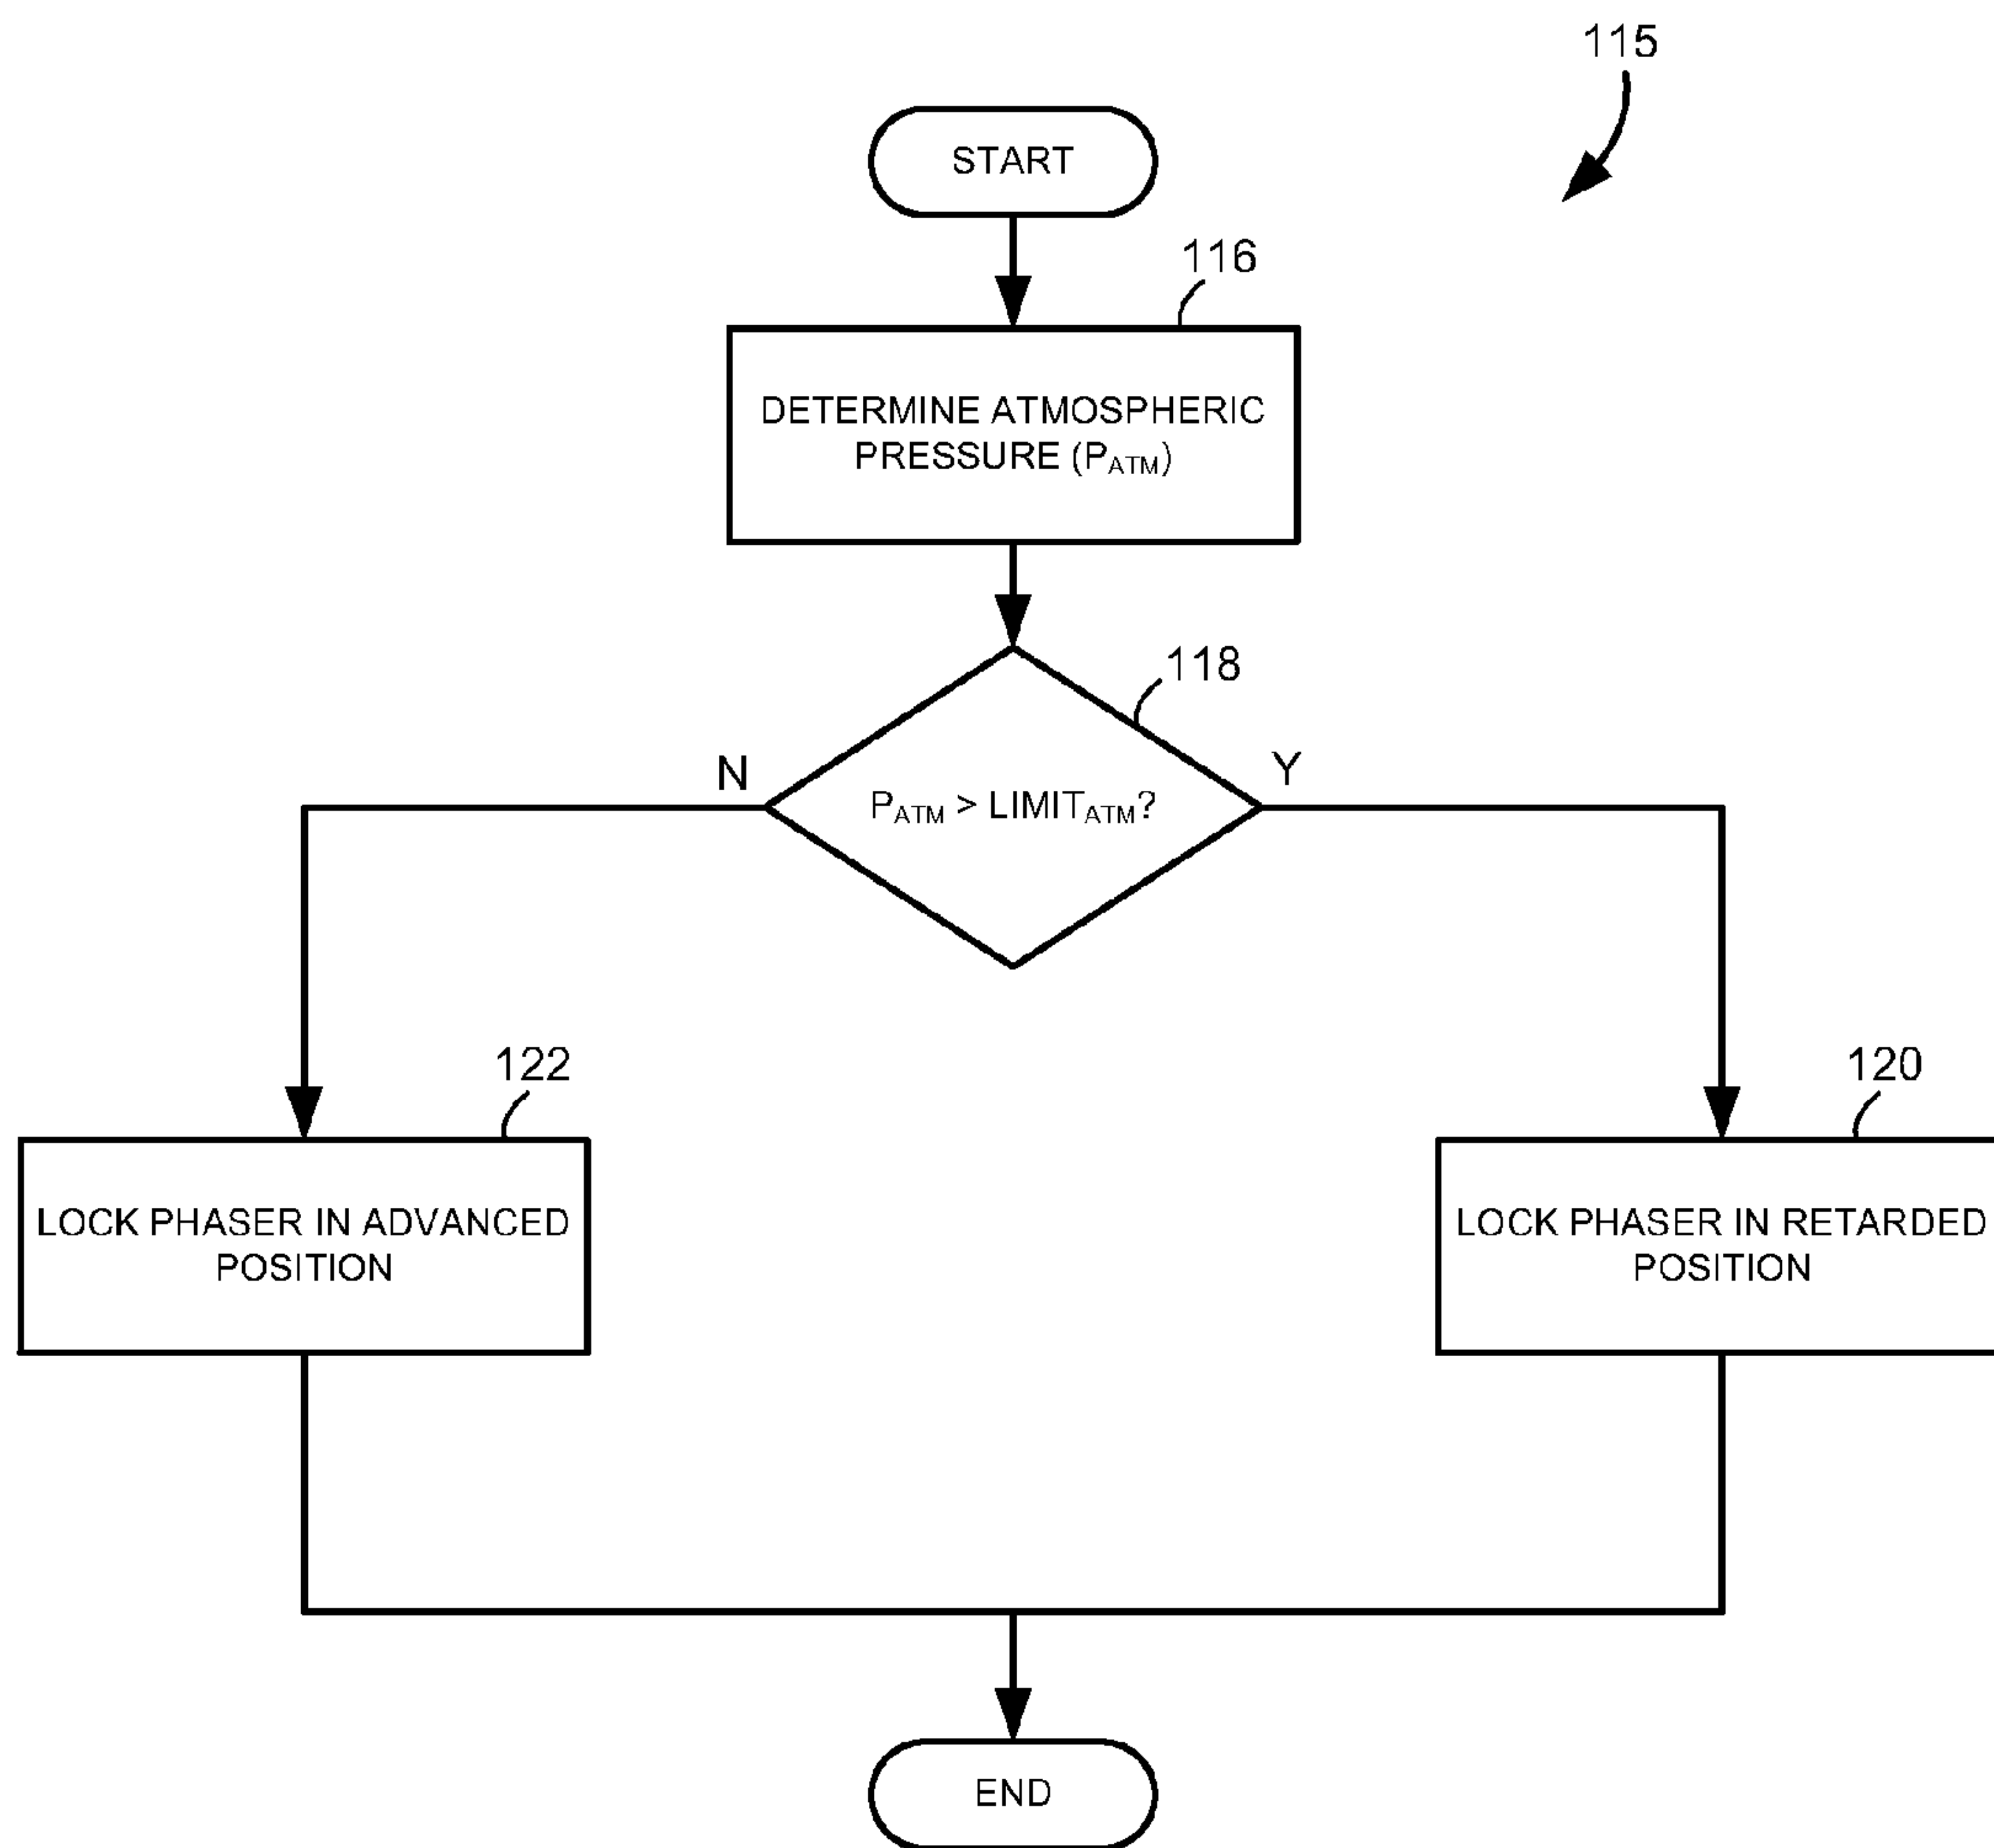 115
START
116
DETERMINE ATMOSPHERIC
PRESSURE (PATM)
118
N
Y
PATM > LIMITATM?
122
120
LOCK PHASER IN ADVANCED
POSITION
LOCK PHASER IN RETARDED
POSITION
END